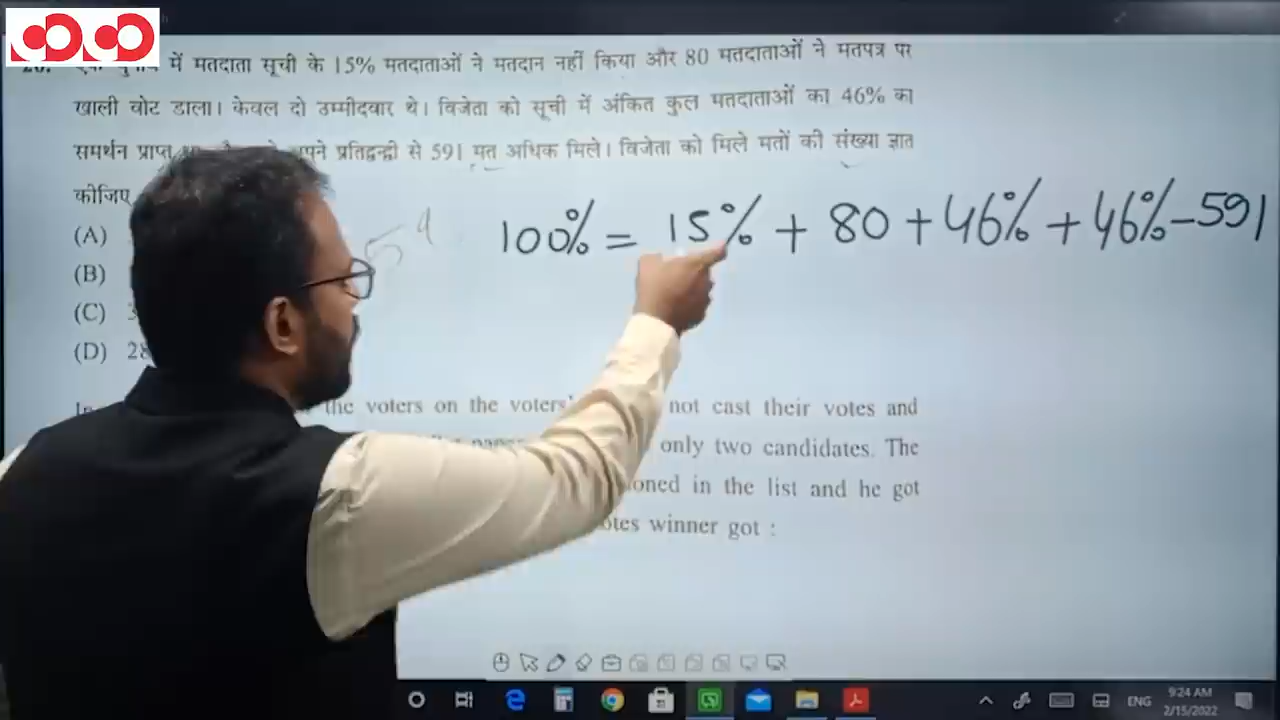 में मतदाता सूची के 15% मतदाताओं ने मतदान नहीं किया और 80 मतदाताओं ने मतपत्र पर
खाली वोट डाला। केवल दो उम्मीदवार थे। विजेता को सूची में अंकित कुल मतदाताओं का 46% का
समर्थन प्राप्त अपने प्रतिद्वन्दी से 591 मत अधिक मिले। विजेता को मिले मतों की संख्या ज्ञात
कीजिए
100% = 15% + 80 + 46% + 46% - 591
(A)
(B)
(C) 3
(D) 28
the voters on the voters' not cast their votes and
only two candidates. The
in the list and he got
votes winner got :
ENG
9:24 AM
2/15/2022